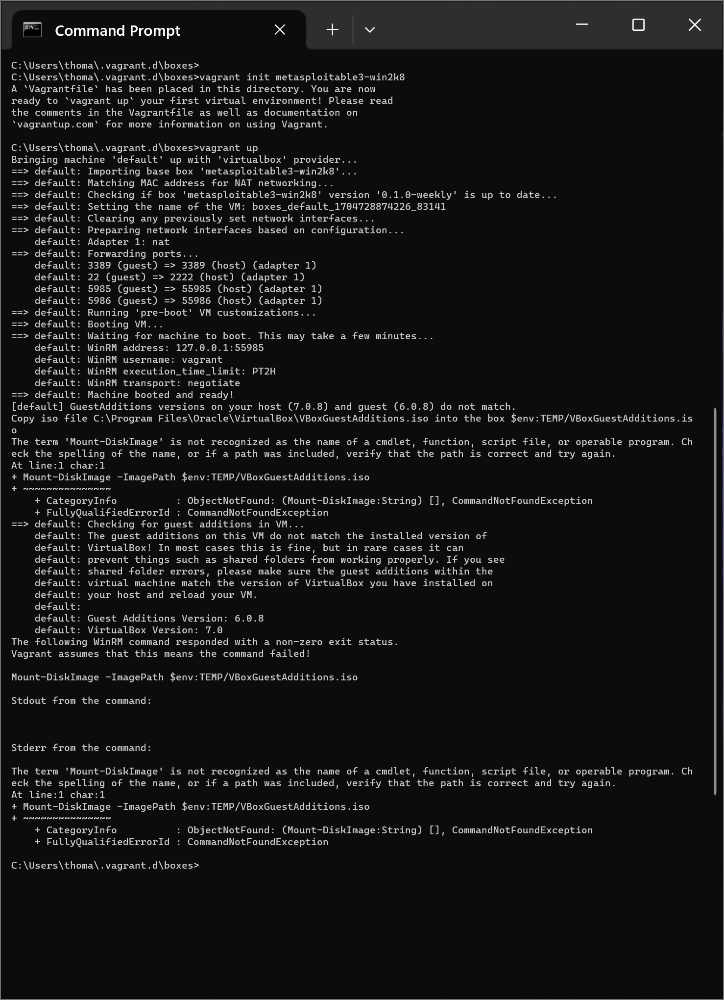 Command Prompt
C:\Users\thoma\.vagrant.d\boxes>
C:\Users\thoma\.vagrant.d\boxes>vagrant init metasploitable3-win2k8
A `Vagrantfile` has been placed in this directory. You are now
ready to `vagrant up` your first virtual environment! Please read
the comments in the Vagrantfile as well as documentation on
`vagrantup.com` for more information on using Vagrant.
C:\Users\thoma\.vagrant.d\boxes>vagrant up
Bringing machine 'default' up with 'virtualbox' provider...
==> default: Importing base box 'metasploitable3-win2k8'...
==> default: Matching MAC address for NAT networking...
==> default: Checking if box 'metasploitable3-win2k8' version '0.1.0-weekly' is up to date...
==> default: Setting the name of the VM: boxes_default_1704728874226_83141
==> default: Clearing any previously set network interfaces...
==> default: Preparing network interfaces based on configuration...
    default: Adapter 1: nat
==> default: Forwarding ports...
    default: 3389 (guest) => 3389 (host) (adapter 1)
    default: 22 (guest) => 2222 (host) (adapter 1)
    default: 5985 (guest) => 55985 (host) (adapter 1)
    default: 5986 (guest) => 55986 (host) (adapter 1)
==> default: Running 'pre-boot' VM customizations...
==> default: Booting VM...
==> default: Waiting for machine to boot. This may take a few minutes...
    default: WinRM address: 127.0.0.1:55985
    default: WinRM username: vagrant
    default: WinRM execution_time_limit: PT2H
    default: WinRM transport: negotiate
==> default: Machine booted and ready!
[default] GuestAdditions versions on your host (7.0.8) and guest (6.0.8) do not match.
Copy iso file C:\Program Files\Oracle\VirtualBox\VBoxGuestAdditions.iso into the box $env:TEMP/VBoxGuestAdditions.is
o
The term 'Mount-DiskImage' is not recognized as the name of a cmdlet, function, script file, or operable program. Ch
eck the spelling of the name, or if a path was included, verify that the path is correct and try again.
At line:1 char:1
+ Mount-DiskImage -ImagePath $env:TEMP/VBoxGuestAdditions.iso
+ ~~~~~~~~~~~~~~~
    + CategoryInfo          : ObjectNotFound: (Mount-DiskImage:String) [], CommandNotFoundException
    + FullyQualifiedErrorId : CommandNotFoundException
==> default: Checking for guest additions in VM...
    default: The guest additions on this VM do not match the installed version of
    default: VirtualBox! In most cases this is fine, but in rare cases it can
    default: prevent things such as shared folders from working properly. If you see
    default: shared folder errors, please make sure the guest additions within the
    default: virtual machine match the version of VirtualBox you have installed on
    default: your host and reload your VM.
    default:
    default: Guest Additions Version: 6.0.8
    default: VirtualBox Version: 7.0
The following WinRM command responded with a non-zero exit status.
Vagrant assumes that this means the command failed!
Mount-DiskImage -ImagePath $env:TEMP/VBoxGuestAdditions.iso
Stdout from the command:
Stderr from the command:
The term 'Mount-DiskImage' is not recognized as the name of a cmdlet, function, script file, or operable program. Ch
eck the spelling of the name, or if a path was included, verify that the path is correct and try again.
At line:1 char:1
+ Mount-DiskImage -ImagePath $env:TEMP/VBoxGuestAdditions.iso
+ ~~~~~~~~~~~~~~~
    + CategoryInfo          : ObjectNotFound: (Mount-DiskImage:String) [], CommandNotFoundException
    + FullyQualifiedErrorId : CommandNotFoundException
C:\Users\thoma\.vagrant.d\boxes>